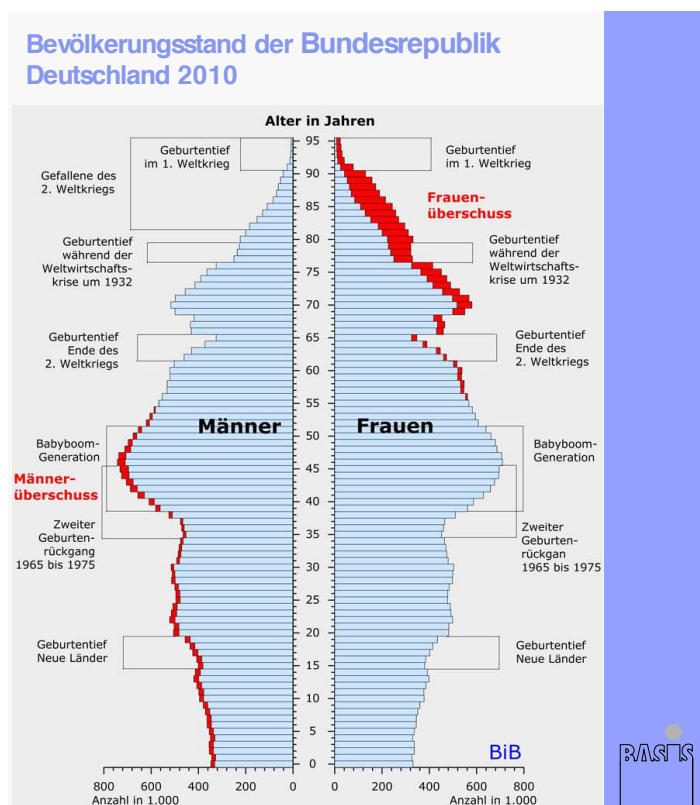 Bevölkerungsstand der Bundesrepublik
Deutschland 2010
Alter in Jahren
95
90
85
80
75
70
65
60
55
50
45
40
35
30
25
20
15
10
5
0
Geburtentief
im 1. Weltkrieg
Gefallene des
2. Weltkriegs
Geburtentief
während der
Weltwirtschafts-
krise um 1932
Geburtentief
Ende des
2. Weltkriegs
Männer
Babyboom-
Generation
Männer-
überschuss
Zweiter
Geburten-
rückgang
1965 bis 1975
Geburtentief
Neue Länder
800 600 400 200 0
Anzahl in 1.000
Geburtentief
im 1. Weltkrieg
Frauen-
überschuss
Geburtentief
während der
Weltwirtschafts-
krise um 1932
Geburtentief
Ende des
2. Weltkriegs
Frauen
Babyboom-
Generation
Zweiter
Geburten-
rückgan
1965 bis 1975
Geburtentief
Neue Länder
BiB
0 200 400 600 800
Anzahl in 1.000
BASIS